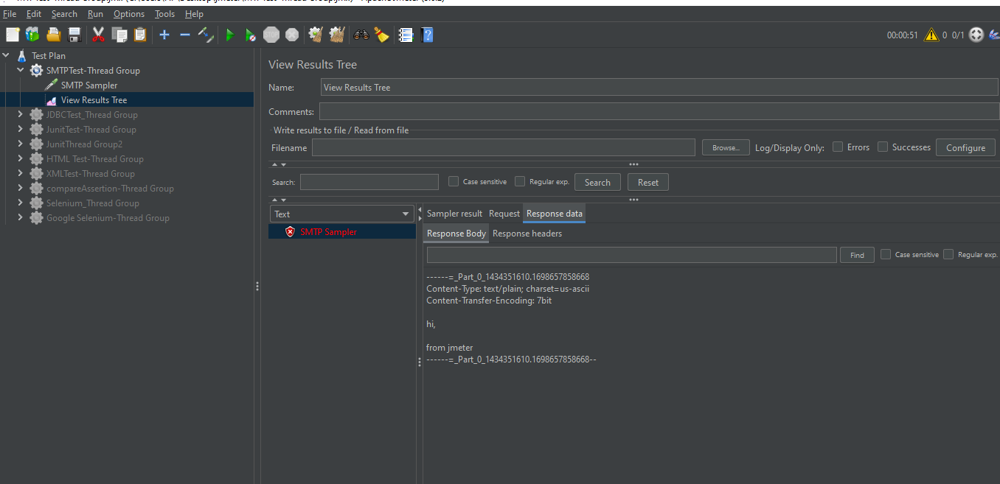 File Edit Search Run Options Tools Help
00:00:51 0 0/1
Test Plan
SMTPTest-Thread Group
SMTP Sampler
View Results Tree
JDBCTest_Thread Group
JunitTest-Thread Group
JunitThread Group2
HTML Test-Thread Group
XMLTest-Thread Group
compareAssertion-Thread Group
Selenium_Thread Group
Google Selenium-Thread Group
View Results Tree
Name: View Results Tree
Comments:
Write results to file / Read from file
Filename Browse... Log/Display Only: Errors Successes Configure
Search: Case sensitive Regular exp. Search Reset
Text
SMTP Sampler
Sampler result Request Response data
Response Body Response headers
Find Case sensitive Regular exp.
------=_Part_0_1434351610.1698657858668
Content-Type: text/plain; charset=us-ascii
Content-Transfer-Encoding: 7bit
hi,
from jmeter
------=_Part_0_1434351610.1698657858668--